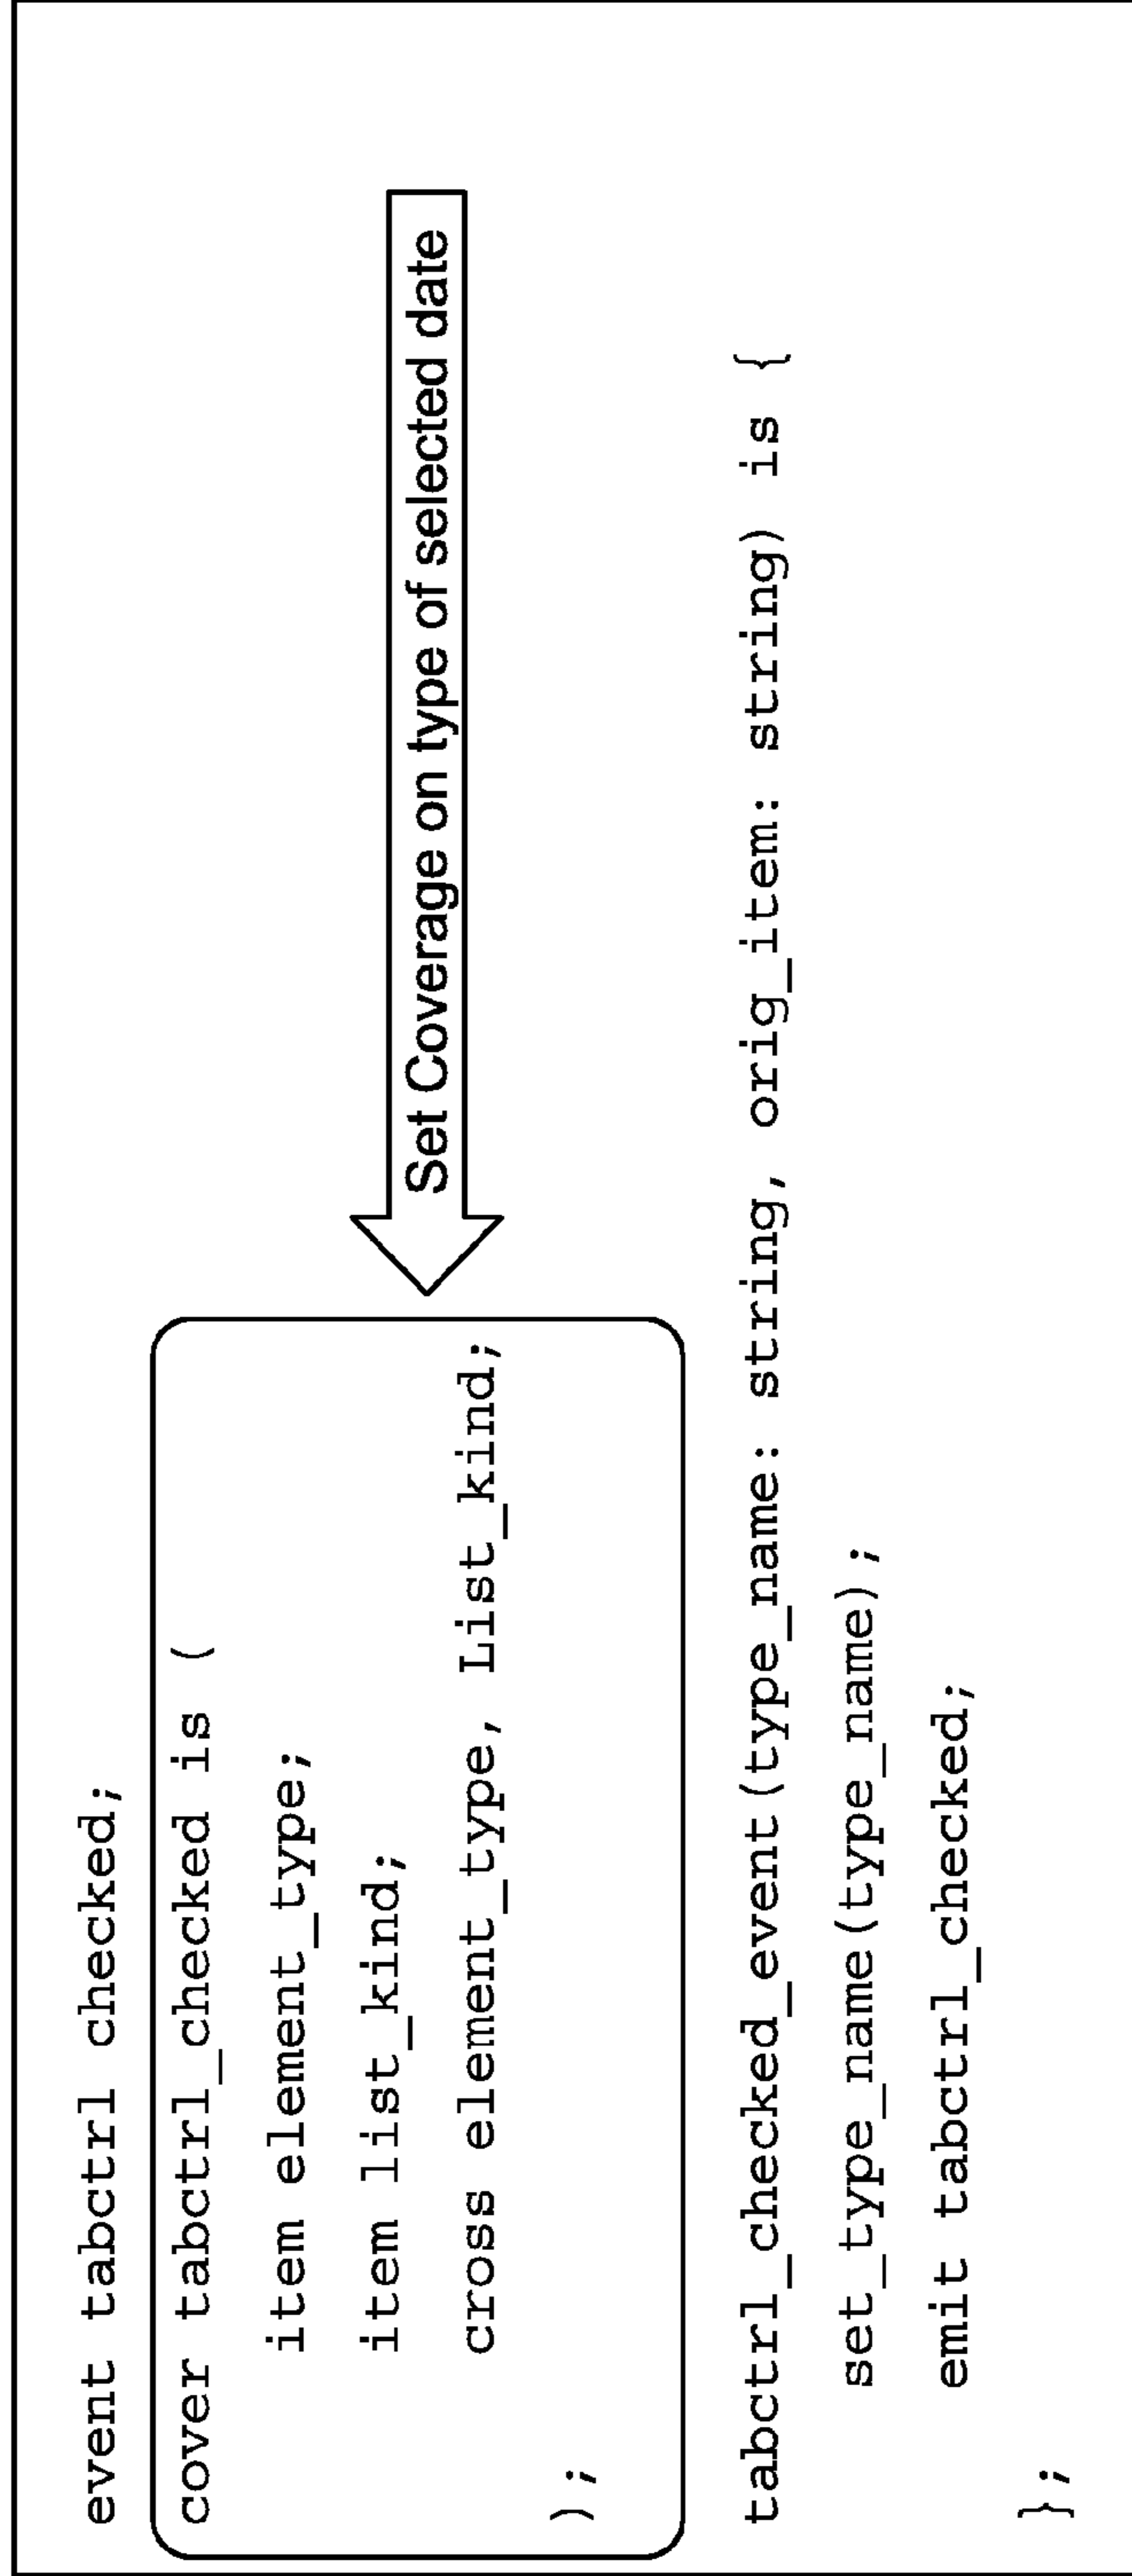 event tabctrl checked;
cover tabctrl_checked is (
item element_type;
item list_kind;
cross element_type, List_kind;
);
Set Coverage on type of selected date
tabctrl_checked_event(type_name: string, orig_item: string) is {
set_type_name(type_name);
emit tabctrl_checked;
};